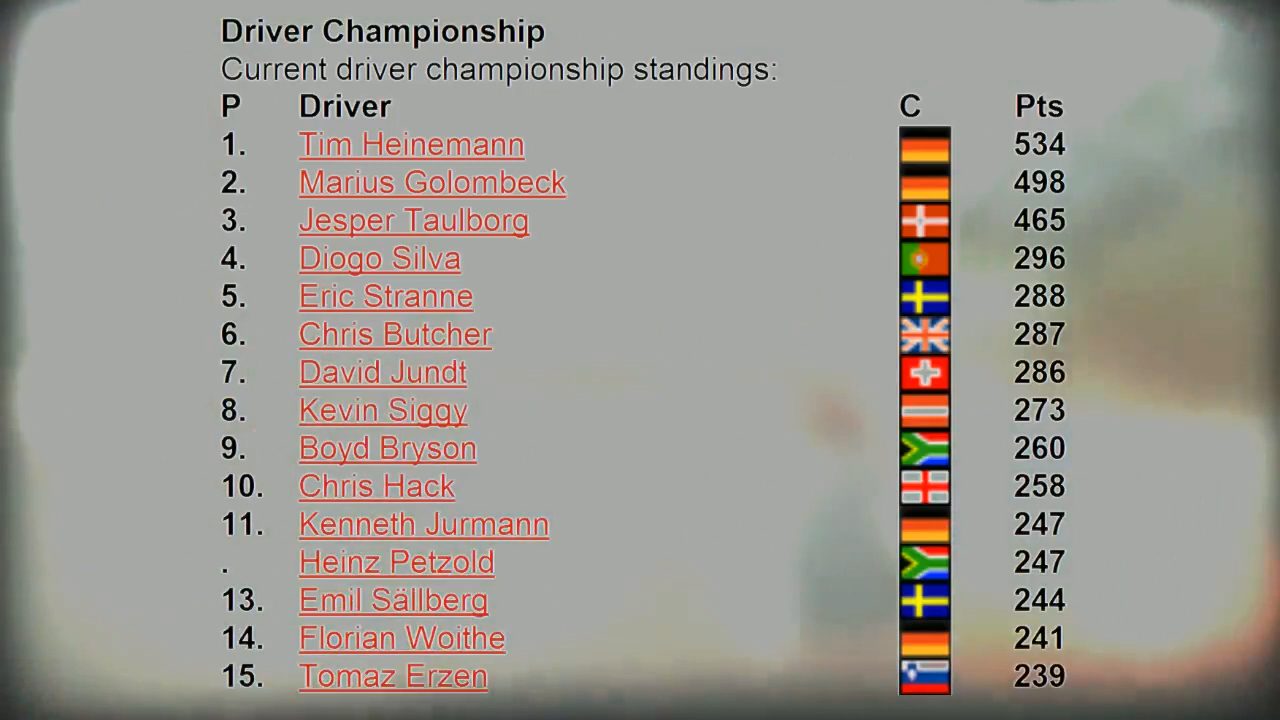 Driver Championship
Current driver championship standings:
P Driver C Pts
1. Tim Heinemann 534
2. Marius Golombeck 498
3. Jesper Taulborg 465
4. Diogo Silva 296
5. Eric Stranne 288
6. Chris Butcher 287
7. David Jundt 286
8. Kevin Siggy 273
9. Boyd Bryson 260
10. Chris Hack 258
11. Kenneth Jurmann 247
. Heinz Petzold 247
13. Emil Sällberg 244
14. Florian Woithe 241
15. Tomaz Erzen 239